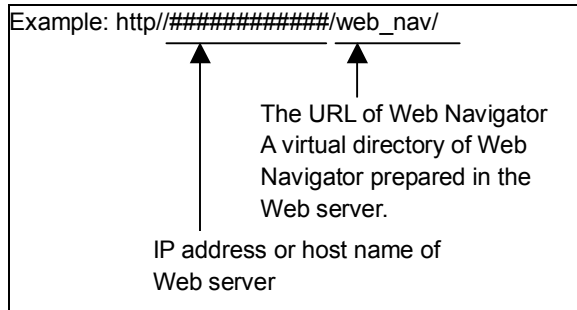 Example: http//############/web_nav/
The URL of Web Navigator
A virtual directory of Web
Navigator prepared in the
Web server.
IP address or host name of
Web server